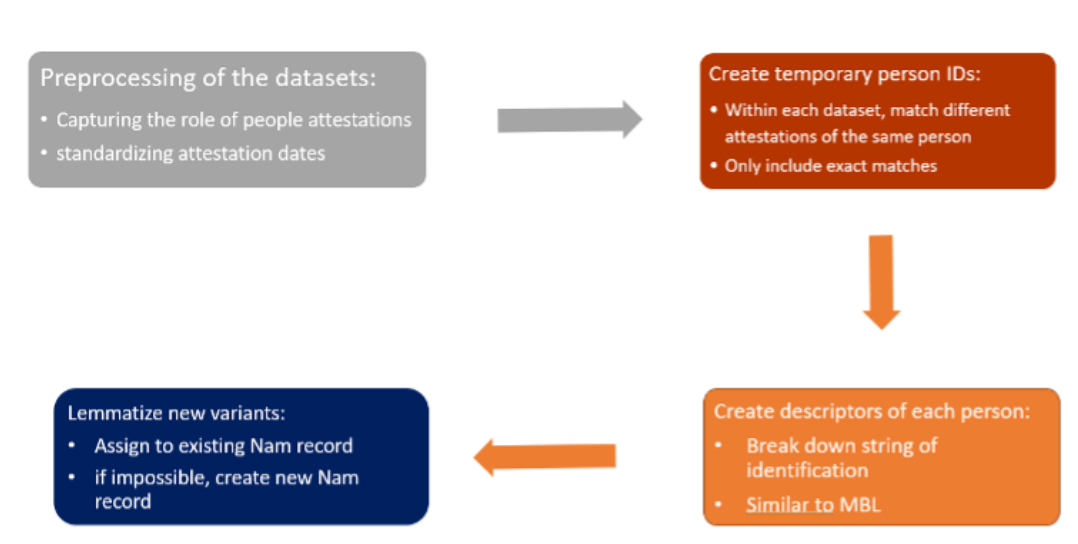 Preprocessing of the datasets:
• Capturing the role of people attestations
• standardizing attestation dates
Create temporary person IDs:
• Within each dataset, match different
attestations of the same person
• Only include exact matches
Create descriptors of each person:
• Break down string of
identification
• Similar to MBL
Lemmatize new variants:
• Assign to existing Nam record
• if impossible, create new Nam
record